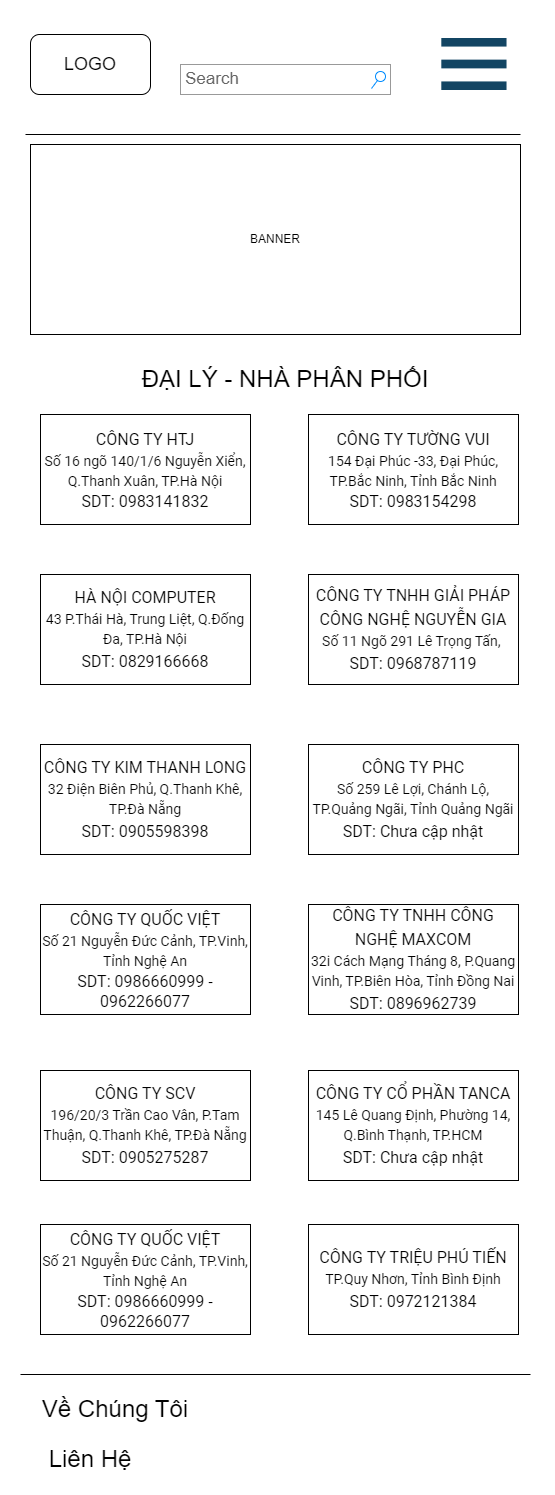 LOGO
Search
BANNER
ĐẠI LÝ - NHÀ PHÂN PHỐI
CÔNG TY HTJ
Số 16 ngõ 140/1/6 Nguyễn Xiển,
Q.Thanh Xuân, TP.Hà Nội
SDT: 0983141832
CÔNG TY TƯỜNG VUI
154 Đại Phúc -33, Đại Phúc,
TP.Bắc Ninh, Tỉnh Bắc Ninh
SDT: 0983154298
HÀ NỘI COMPUTER
43 P.Thái Hà, Trung Liệt, Q.Đống
Đa, TP.Hà Nội
SDT: 0829166668
CÔNG TY TNHH GIẢI PHÁP
CÔNG NGHỆ NGUYỄN GIA
Số 11 Ngõ 291 Lê Trọng Tấn,
SDT: 0968787119
CÔNG TY KIM THANH LONG
32 Điện Biên Phủ, Q.Thanh Khê,
TP.Đà Nẵng
SDT: 0905598398
CÔNG TY PHC
Số 259 Lê Lợi, Chánh Lộ,
TP.Quảng Ngãi, Tỉnh Quảng Ngãi
SDT: Chưa cập nhật
CÔNG TY QUỐC VIỆT
Số 21 Nguyễn Đức Cảnh, TP.Vinh,
Tỉnh Nghệ An
SDT: 0986660999 -
0962266077
CÔNG TY TNHH CÔNG
NGHỆ MAXCOM
32i Cách Mạng Tháng 8, P.Quang
Vinh, TP.Biên Hòa, Tỉnh Đồng Nai
SDT: 0896962739
CÔNG TY SCV
196/20/3 Trần Cao Vân, P.Tam
Thuận, Q.Thanh Khê, TP.Đà Nẵng
SDT: 0905275287
CÔNG TY CỔ PHẦN TANCA
145 Lê Quang Định, Phường 14,
Q.Bình Thạnh, TP.HCM
SDT: Chưa cập nhật
CÔNG TY QUỐC VIỆT
Số 21 Nguyễn Đức Cảnh, TP.Vinh,
Tỉnh Nghệ An
SDT: 0986660999 -
0962266077
CÔNG TY TRIỆU PHÚ TIẾN
TP.Quy Nhơn, Tỉnh Bình Định
SDT: 0972121384
Về Chúng Tôi
Liên Hệ